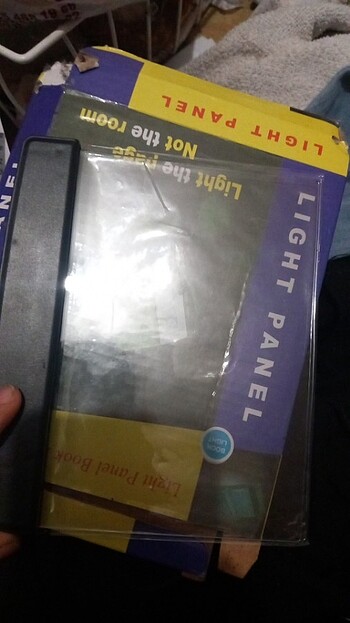 LIGHT PANEL
Light the page
Not the room
LIGHT PANEL
Light Panel Book